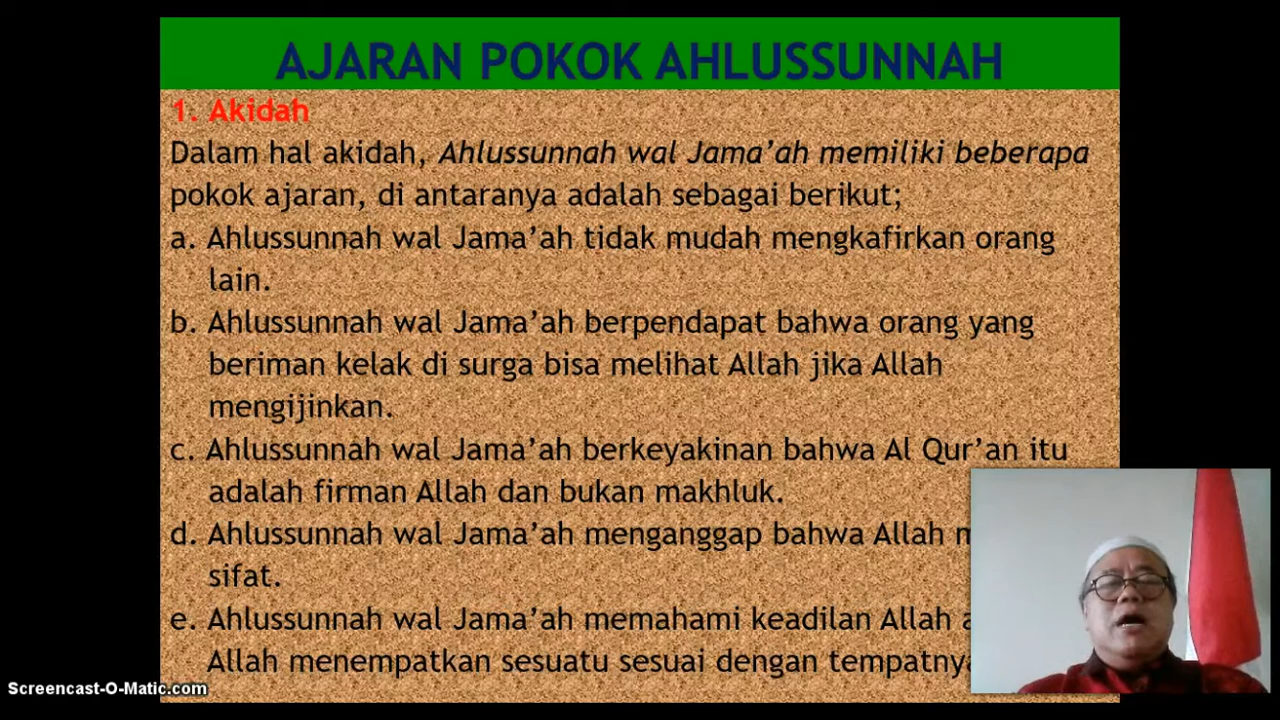 AJARAN POKOK AHLUSSUNNAH
1. Akidah
Dalam hal akidah, Ahlussunnah wal Jama’ah memiliki beberapa
pokok ajaran, di antaranya adalah sebagai berikut;
a. Ahlussunnah wal Jama’ah tidak mudah mengkafirkan orang
lain.
b. Ahlussunnah wal Jama’ah berpendapat bahwa orang yang
beriman kelak di surga bisa melihat Allah jika Allah
mengijinkan.
c. Ahlussunnah wal Jama’ah berkeyakinan bahwa Al Qur’an itu
adalah firman Allah dan bukan makhluk.
d. Ahlussunnah wal Jama’ah menganggap bahwa Allah
sifat.
e. Ahlussunnah wal Jama’ah memahami keadilan Allah
Allah menempatkan sesuatu sesuai dengan tempatnya
Screencast-O-Matic.com